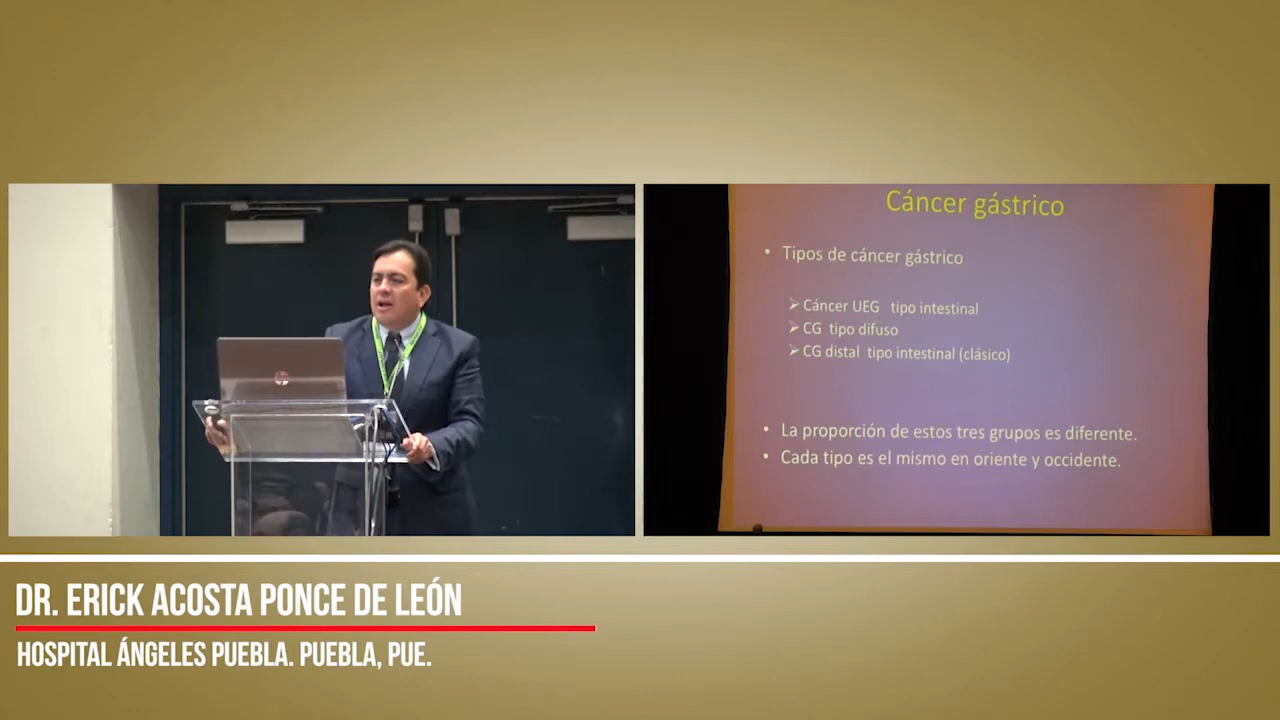 Cáncer gástrico
• Tipos de cáncer gástrico
➢ Cáncer UEG tipo intestinal
➢ CG tipo difuso
➢ CG distal tipo intestinal (clásico)
• La proporción de estos tres grupos es diferente.
• Cada tipo es el mismo en oriente y occidente.
DR. ERICK ACOSTA PONCE DE LEÓN
HOSPITAL ÁNGELES PUEBLA. PUEBLA, PUE.